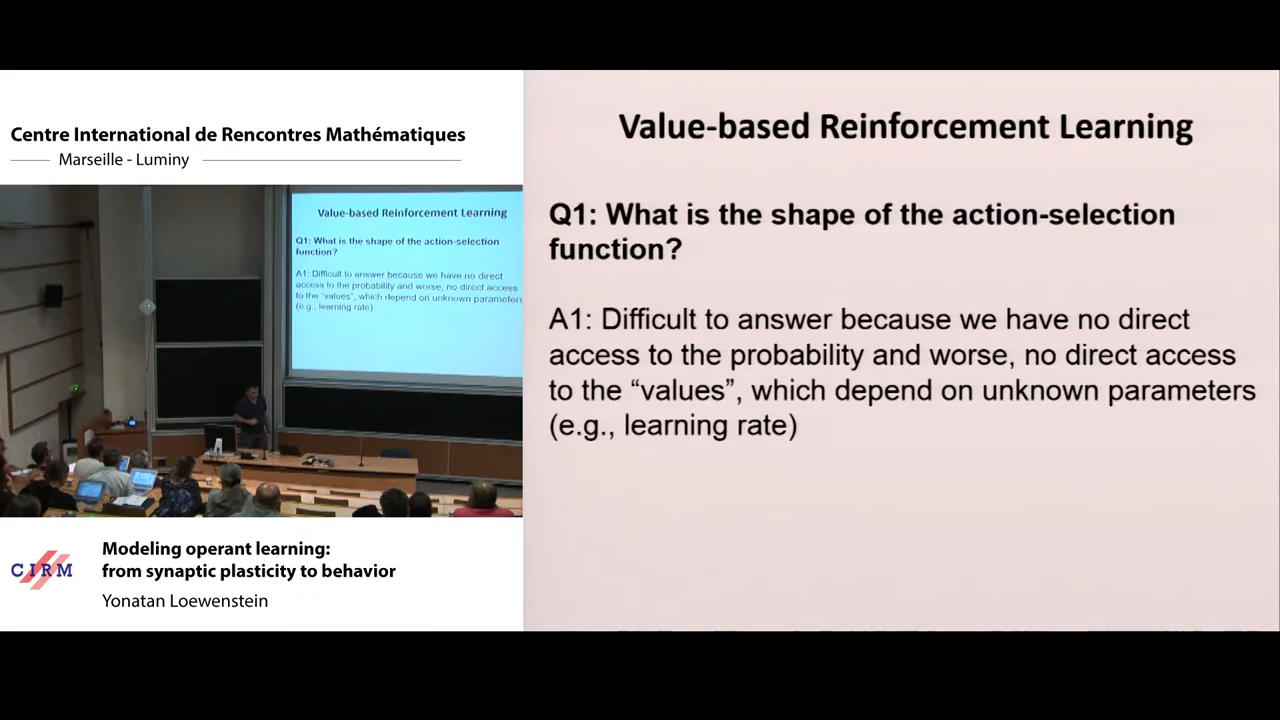 Centre International de Rencontres Mathématiques
Marseille - Luminy
Value-based Reinforcement Learning
Q1: What is the shape of the action-selection
function?
A1: Difficult to answer because we have no direct
access to the probability and worse, no direct access
to the “values”, which depend on unknown parameters
(e.g., learning rate)
CIRM
Modeling operant learning:
from synaptic plasticity to behavior
Yonatan Loewenstein
Value-based Reinforcement Learning
Q1: What is the shape of the action-selection
function?
A1: Difficult to answer because we have no direct
access to the probability and worse, no direct access
to the “values”, which depend on unknown parameters
(e.g., learning rate)